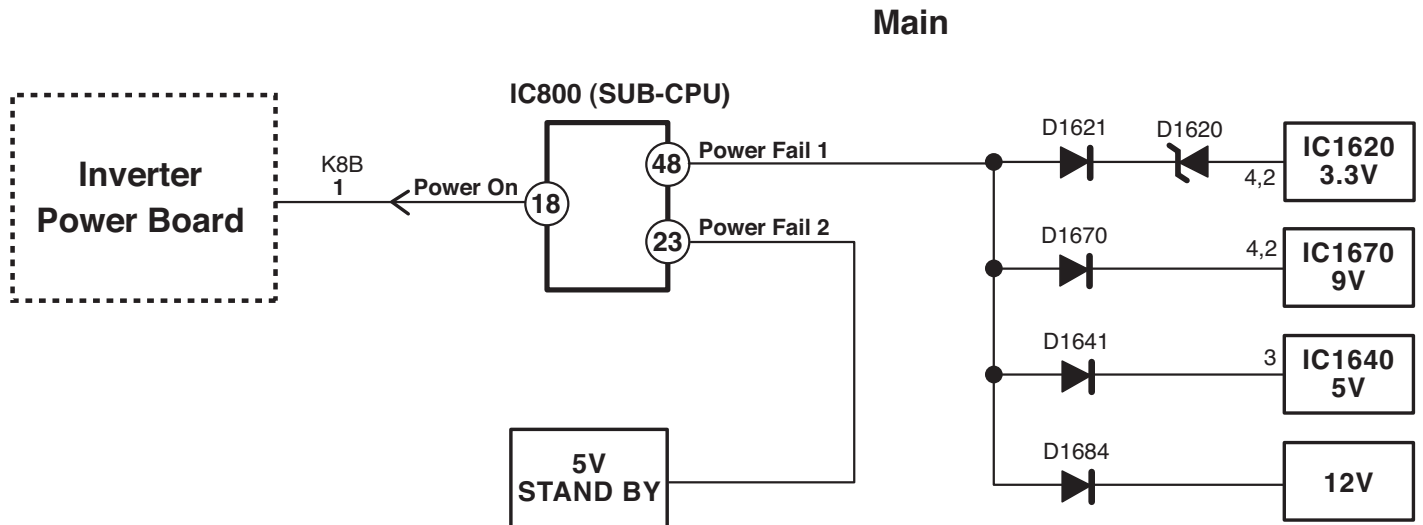 Main
IC800 (SUB-CPU)
Inverter
Power Board
K8B
1
Power On
18
48
Power Fail 1
23
Power Fail 2
5V
STAND BY
D1621
D1620
4,2
IC1620
3.3V
D1670
4,2
IC1670
9V
D1641
3
IC1640
5V
D1684
12V